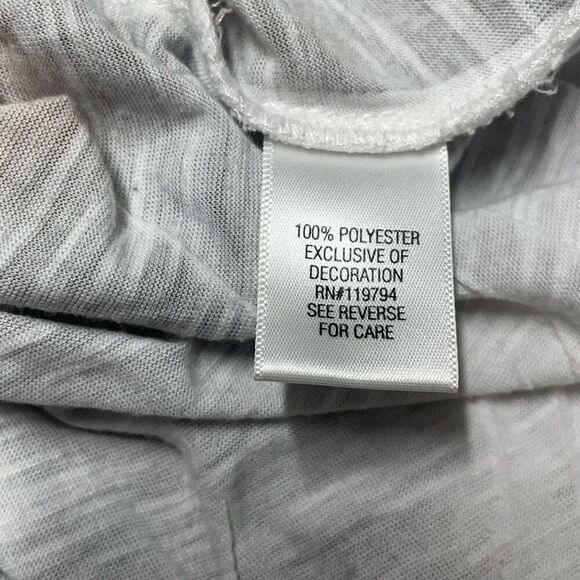 100% POLYESTER
EXCLUSIVE OF
DECORATION
RN#119794
SEE REVERSE
FOR CARE